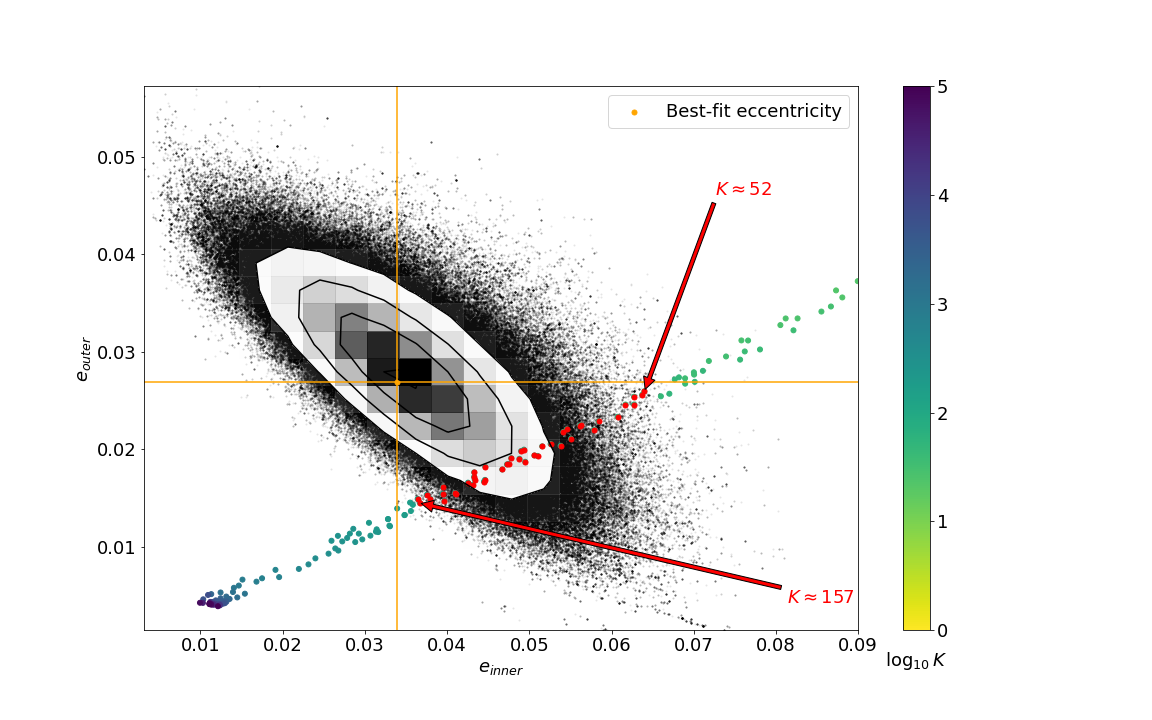 Best-fit eccentricity
K ≈ 52
K ≈ 157
0.05
0.04
0.03
0.02
0.01
e_outer
0.01 0.02 0.03 0.04 0.05 0.06 0.07 0.08 0.09
e_inner
5
4
3
2
1
0
log₁₀ K